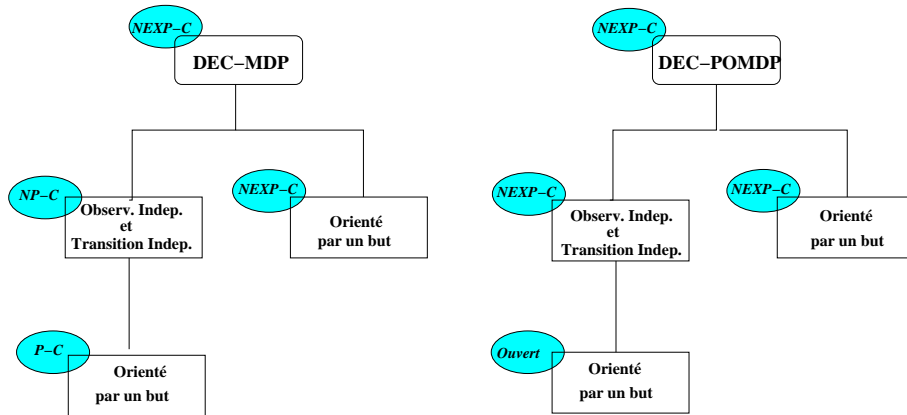 NEXP−C
DEC−MDP
NP−C
Observ. Indep.
et
Transition Indep.
NEXP−C
Orienté
par un but
P−C
Orienté
par un but
NEXP−C
DEC−POMDP
NEXP−C
Observ. Indep.
et
Transition Indep.
NEXP−C
Orienté
par un but
Ouvert
Orienté
par un but